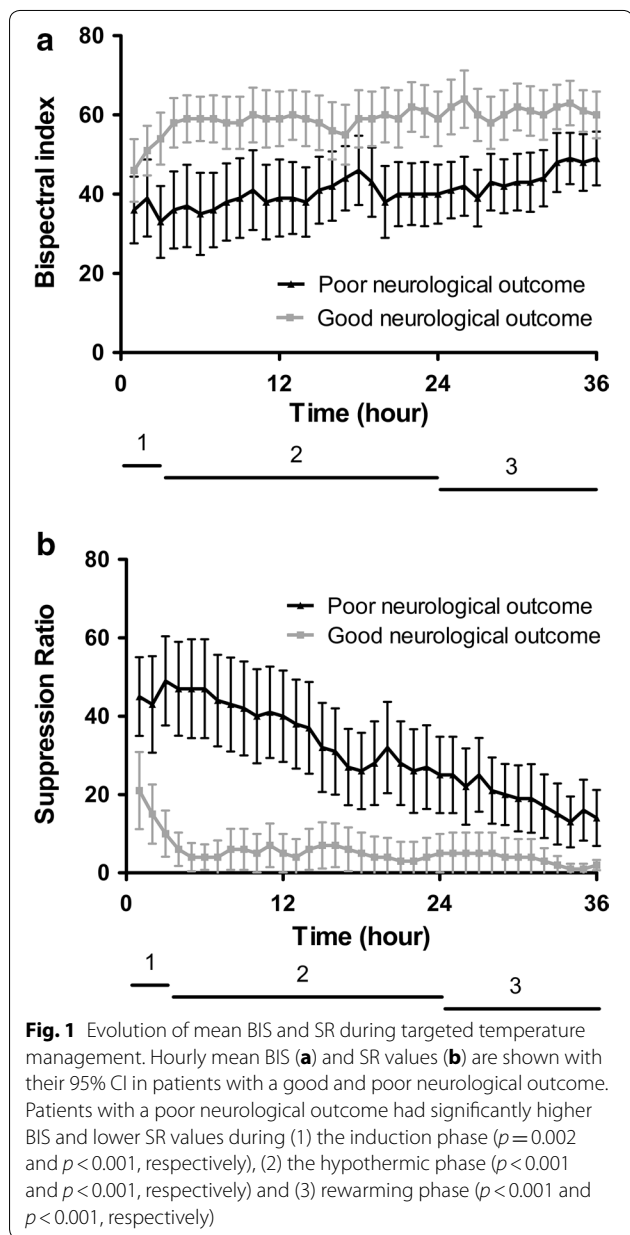 a
80
60
40
20
0
Bispectral index
Poor neurological outcome
Good neurological outcome
0 12 24 36
Time (hour)
1
2
3
b
80
60
40
20
0
Suppression Ratio
Poor neurological outcome
Good neurological outcome
0 12 24 36
Time (hour)
1
2
3
Fig. 1 Evolution of mean BIS and SR during targeted temperature
management. Hourly mean BIS (a) and SR values (b) are shown with
their 95% CI in patients with a good and poor neurological outcome.
Patients with a poor neurological outcome had significantly higher
BIS and lower SR values during (1) the induction phase (p = 0.002
and p < 0.001, respectively), (2) the hypothermic phase (p < 0.001
and p < 0.001, respectively) and (3) rewarming phase (p < 0.001 and
p < 0.001, respectively)